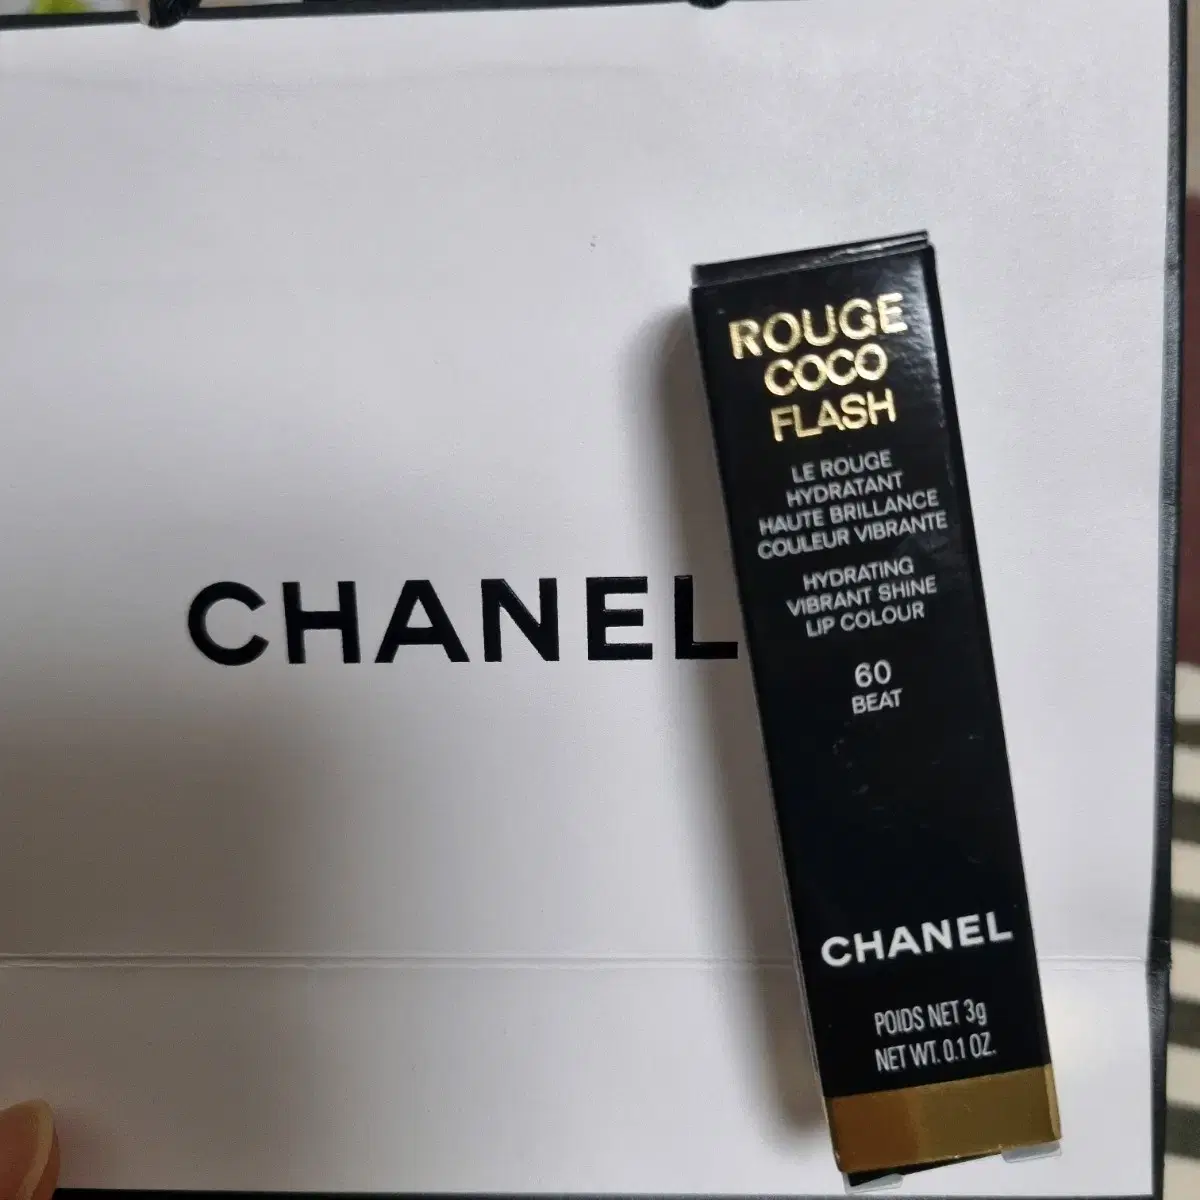 CHANEL
ROUGE
COCO
FLASH
LE ROUGE
HYDRATANT
HAUTE BRILLANCE
COULEUR VIBRANTE
HYDRATING
VIBRANT SHINE
LIP COLOUR
60
BEAT
CHANEL
POIDS NET 3g
NET WT. 0.1 OZ.